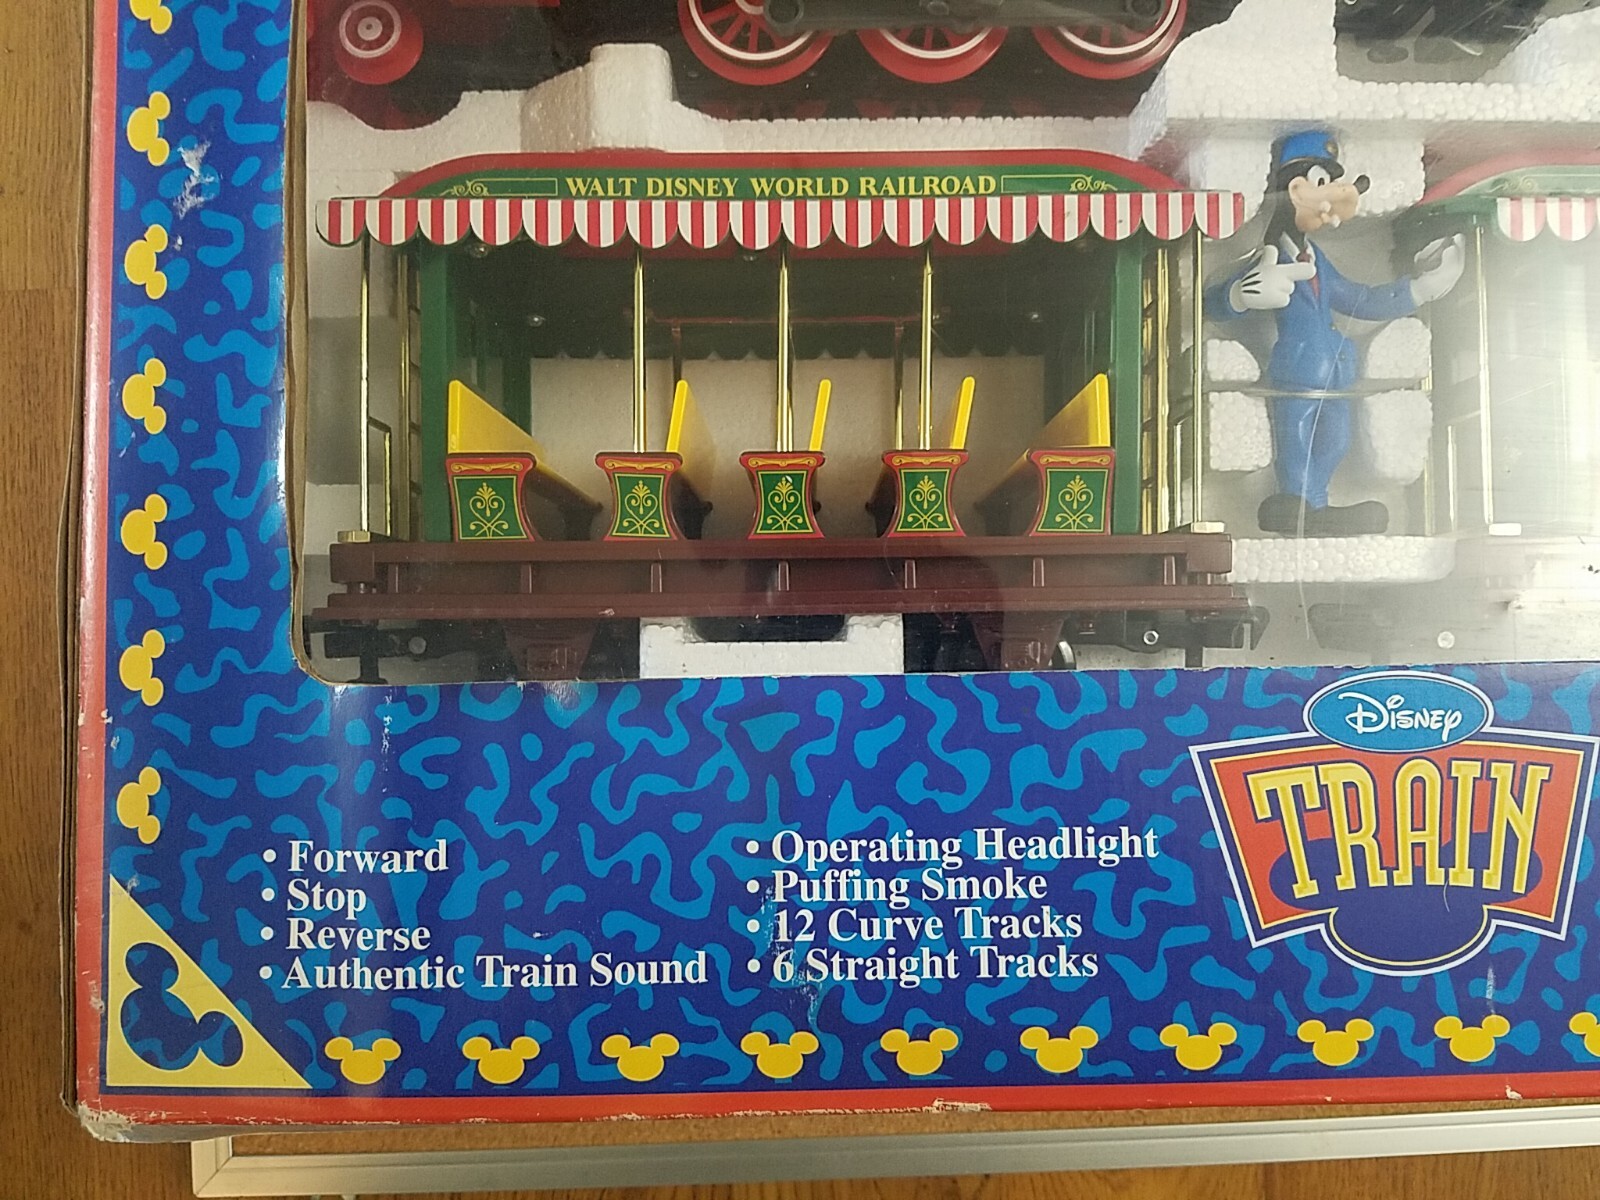 WALT DISNEY WORLD RAILROAD
DISNEY
TRAIN
• Forward
• Stop
• Reverse
• Authentic Train Sound
• Operating Headlight
• Puffing Smoke
• 12 Curve Tracks
• 6 Straight Tracks